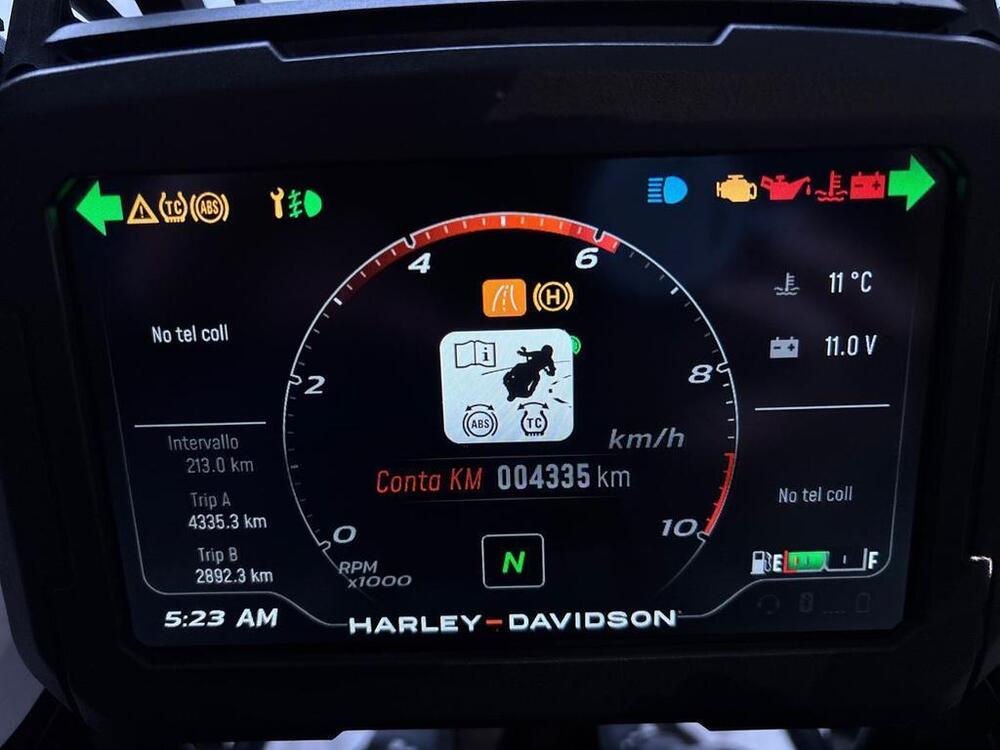 TC
ABS
4
6
H
11 °C
No tel coll
i
11.0 V
2
8
ABS
TC
km/h
Intervallo
213.0 km
Conta KM 004335 km
No tel coll
Trip A
4335.3 km
0
10
Trip B
2892.3 km
RPM
x1000
N
E F
5:23 AM
HARLEY-DAVIDSON